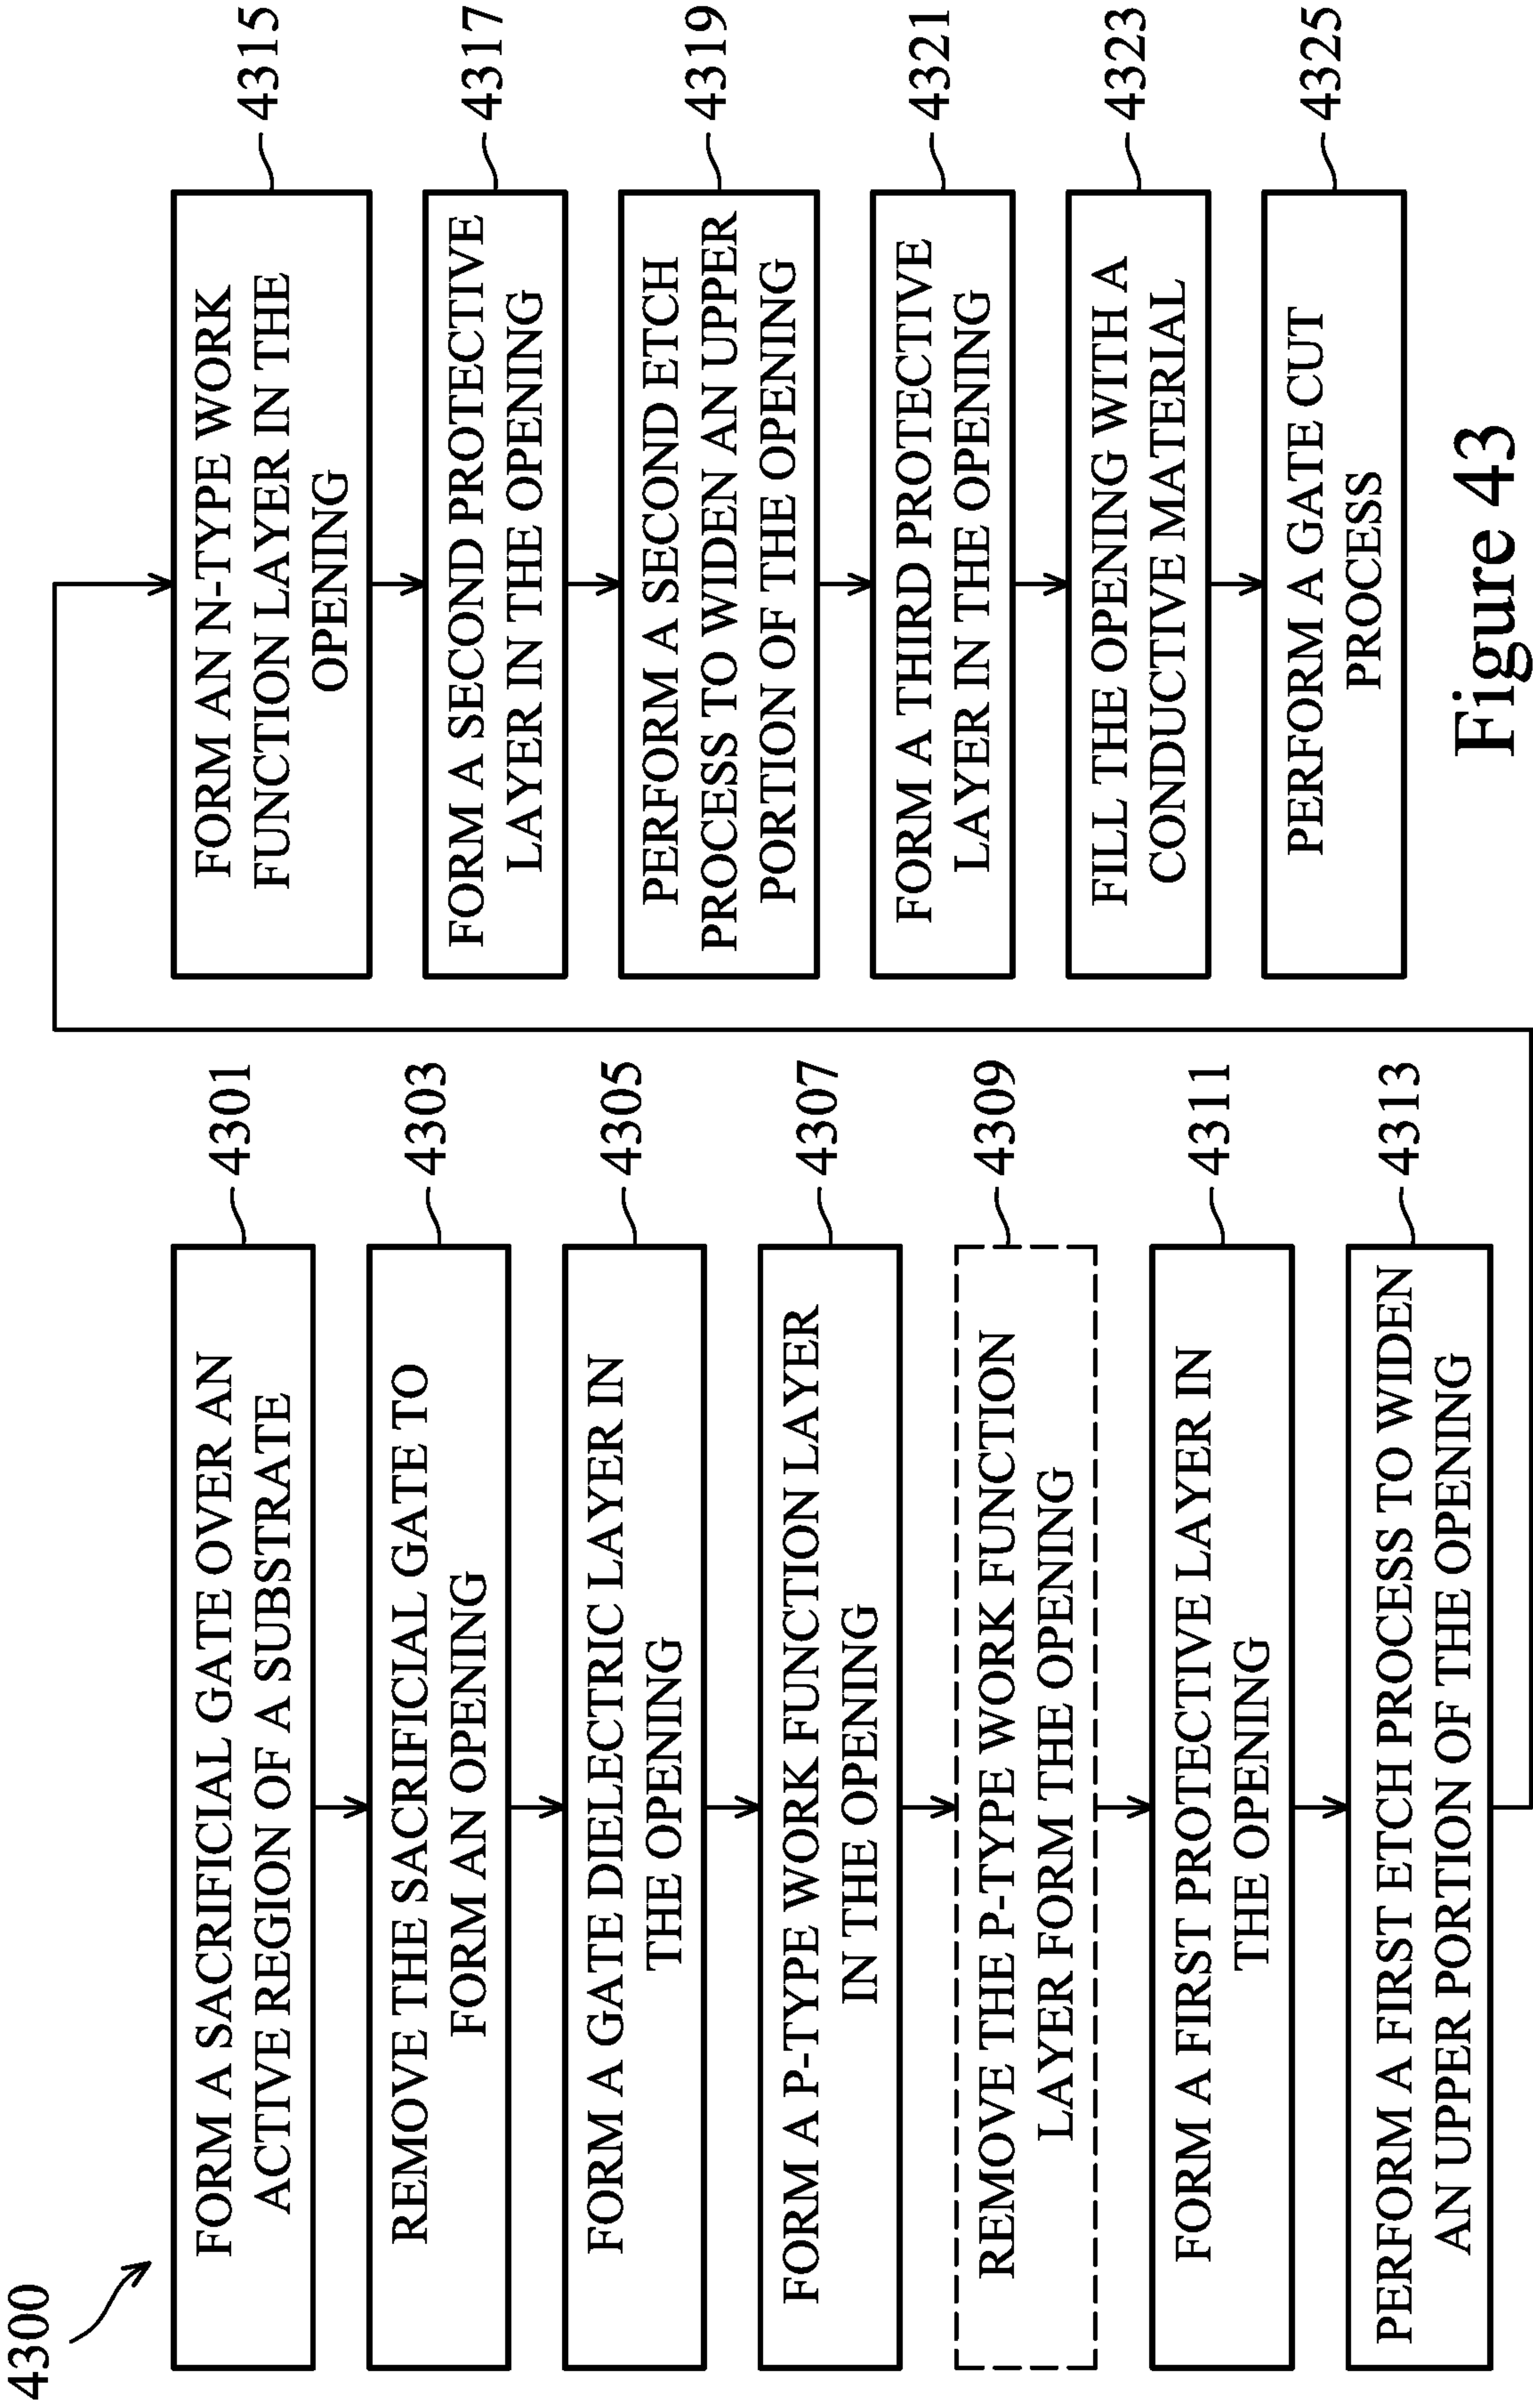 4300
FORM A SACRIFICIAL GATE OVER AN
ACTIVE REGION OF A SUBSTRATE
4301
REMOVE THE SACRIFICIAL GATE TO
FORM AN OPENING
4303
FORM A GATE DIELECTRIC LAYER IN
THE OPENING
4305
FORM A P-TYPE WORK FUNCTION LAYER
IN THE OPENING
4307
REMOVE THE P-TYPE WORK FUNCTION
LAYER FORM THE OPENING
4309
FORM A FIRST PROTECTIVE LAYER IN
THE OPENING
4311
PERFORM A FIRST ETCH PROCESS TO WIDEN
AN UPPER PORTION OF THE OPENING
4313
FORM AN N-TYPE WORK
FUNCTION LAYER IN THE
OPENING
4315
FORM A SECOND PROTECTIVE
LAYER IN THE OPENING
4317
PERFORM A SECOND ETCH
PROCESS TO WIDEN AN UPPER
PORTION OF THE OPENING
4319
FORM A THIRD PROTECTIVE
LAYER IN THE OPENING
4321
FILL THE OPENING WITH A
CONDUCTIVE MATERIAL
4323
PERFORM A GATE CUT
PROCESS
4325
Figure 43